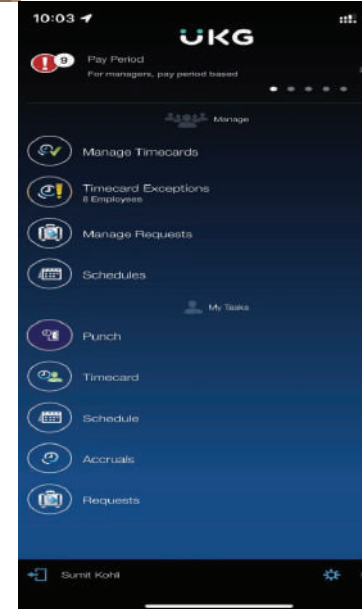 10:03
UKG
9
Pay Period
For managers, pay period based
Manage
Manage Timecards
Timecard Exceptions
8 Employees
Manage Requests
Schedules
My Tasks
Punch
Timecard
Schedule
Accruals
Requests
Sumit Kohli